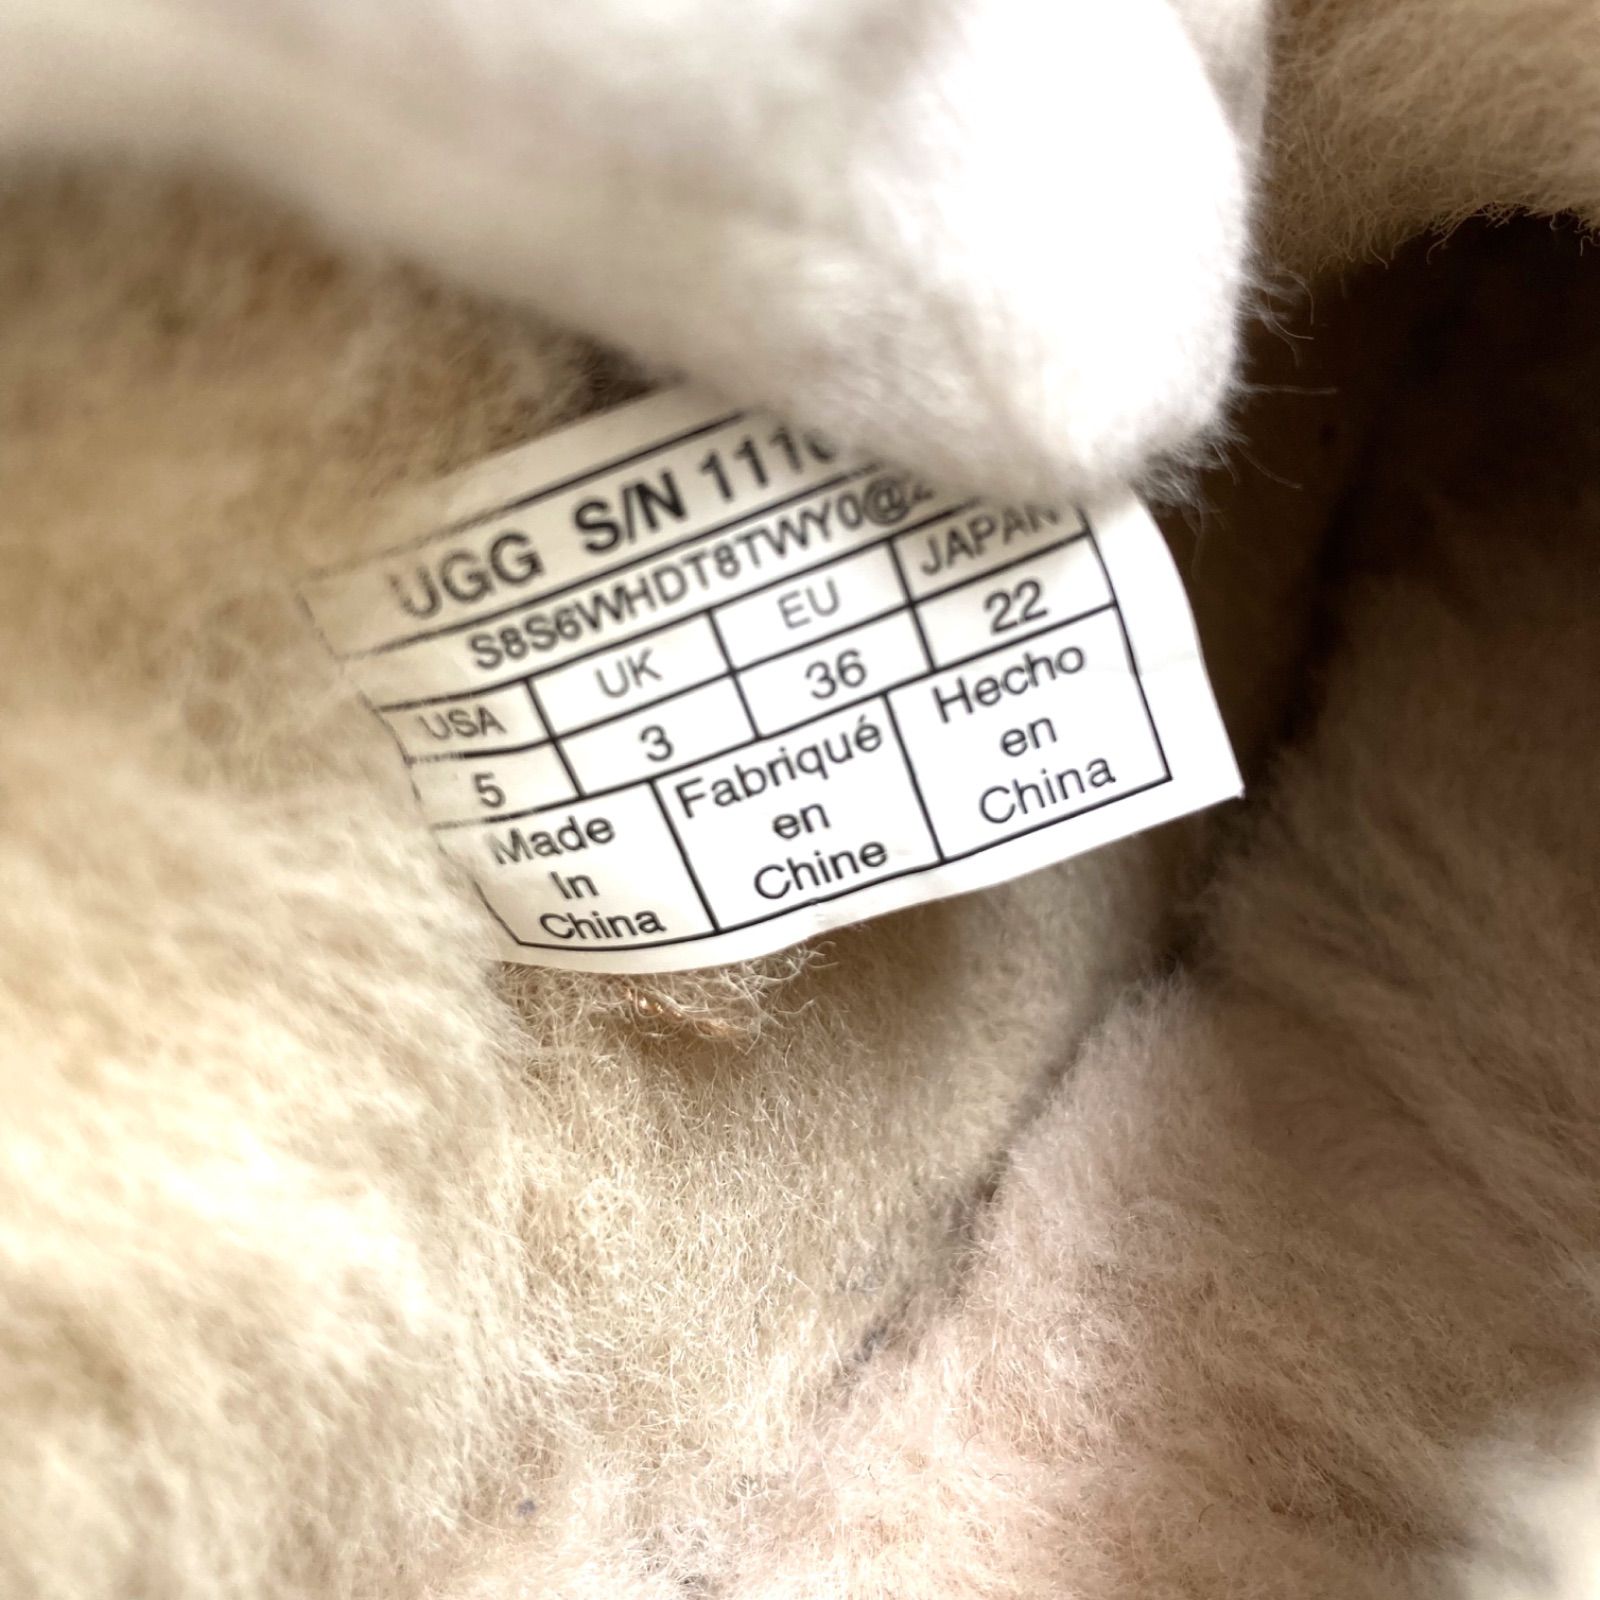 UGG S/N 111
S8S6WHDT8TWY0@
USA UK EU JAPAN
5 3 36 22
Made
In
China
Fabriqué
en
Chine
Hecho
en
China